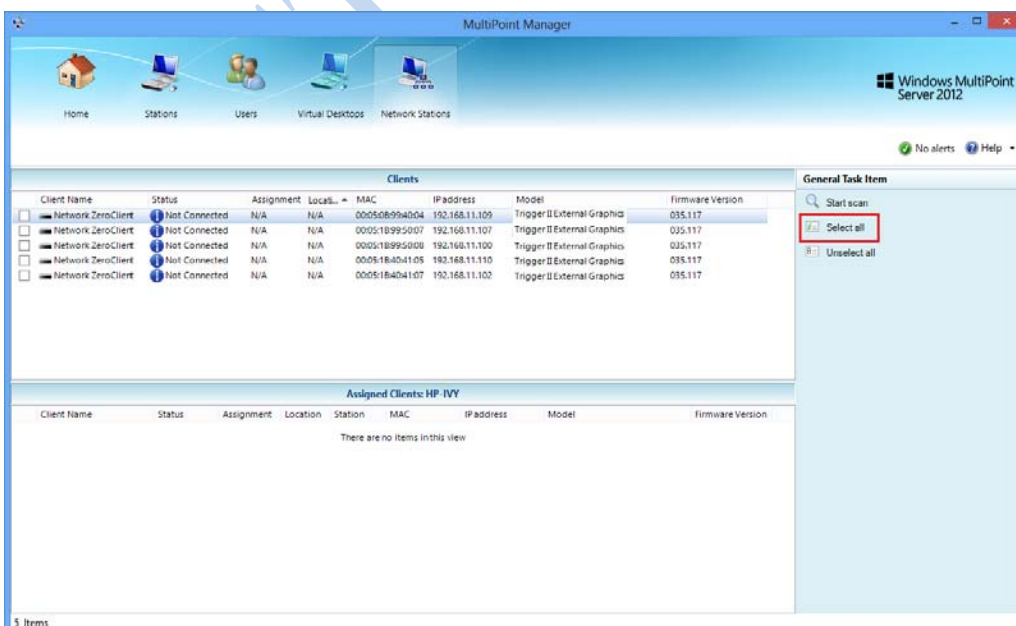 MultiPoint Manager
Home Stations Users Virtual Desktops Network Stations
Windows MultiPoint
Server 2012
No alerts Help
Clients
General Task Item
Client Name Status Assignment Locati... MAC IP address Model Firmware Version
Start scan
Network ZeroClient Not Connected N/A N/A 00:05:0B:99:40:04 192.168.11.109 Trigger II External Graphics 035.117
Network ZeroClient Not Connected N/A N/A 00:05:1B:99:50:07 192.168.11.107 Trigger II External Graphics 035.117
Select all
Network ZeroClient Not Connected N/A N/A 00:05:1B:99:50:08 192.168.11.100 Trigger II External Graphics 035.117
Network ZeroClient Not Connected N/A N/A 00:05:1B:40:41:05 192.168.11.110 Trigger II External Graphics 035.117
Unselect all
Network ZeroClient Not Connected N/A N/A 00:05:1B:40:41:07 192.168.11.102 Trigger II External Graphics 035.117
Assigned Clients: HP-IVY
Client Name Status Assignment Location Station MAC IP address Model Firmware Version
There are no items in this view
5 Items